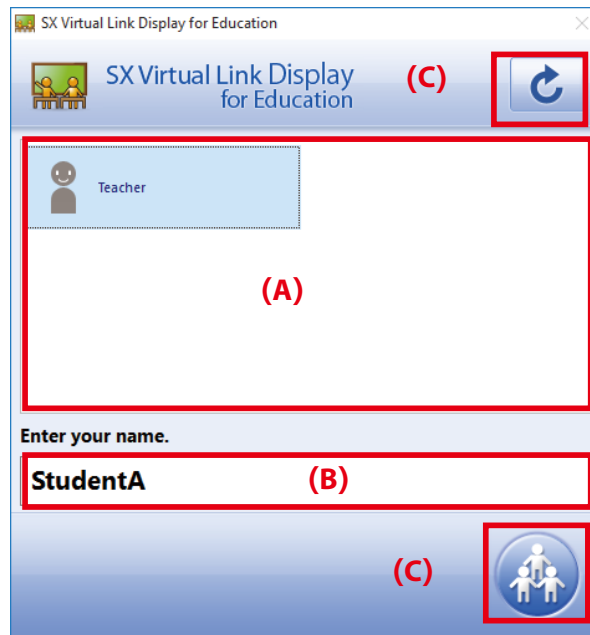 SX Virtual Link Display for Education
SX Virtual Link Display
for Education
(C)
Teacher
(A)
Enter your name.
StudentA
(B)
(C)